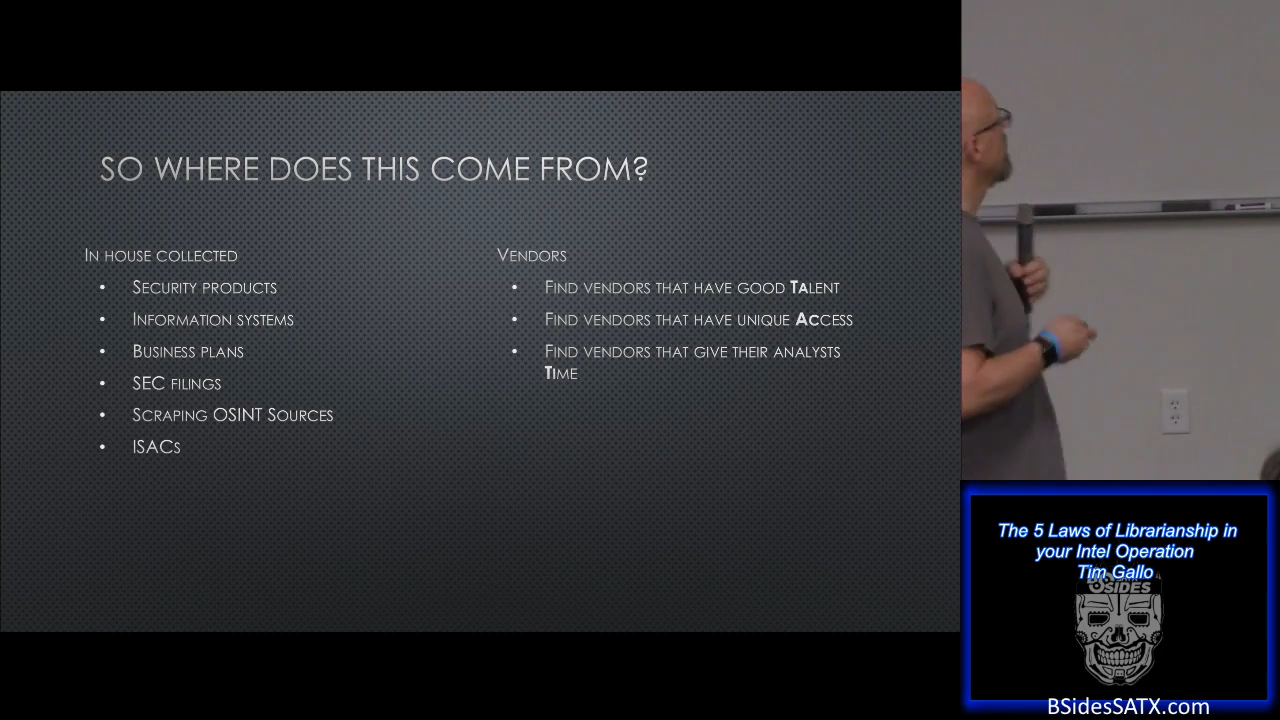 SO WHERE DOES THIS COME FROM?
IN HOUSE COLLECTED
• SECURITY PRODUCTS
• INFORMATION SYSTEMS
• BUSINESS PLANS
• SEC FILINGS
• SCRAPING OSINT SOURCES
• ISACS
VENDORS
• FIND VENDORS THAT HAVE GOOD TALENT
• FIND VENDORS THAT HAVE UNIQUE ACCESS
• FIND VENDORS THAT GIVE THEIR ANALYSTS
TIME
The 5 Laws of Librarianship in
your Intel Operation
Tim Gallo
BSIDES
BSidesSATX.com